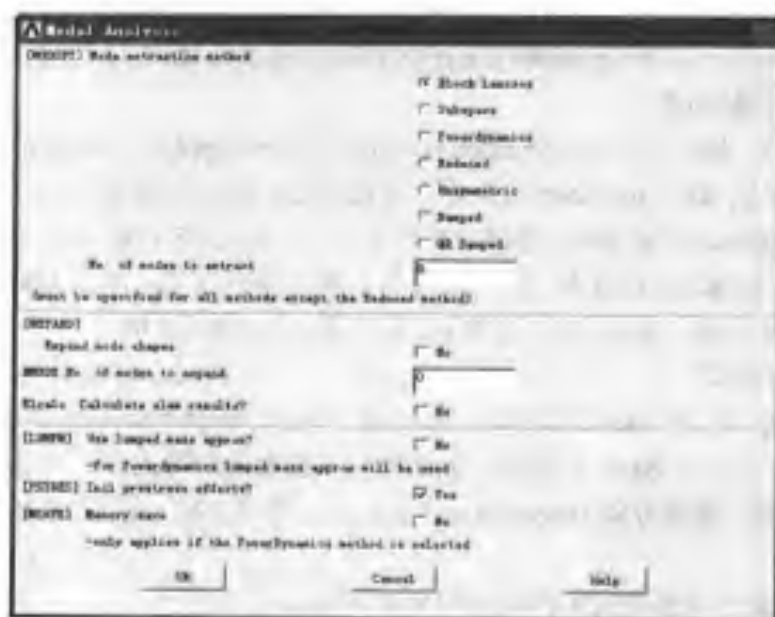 Modal Analysis
[MODOPT] Mode extraction method
Block Lanczos
Subspace
Powerdynamics
Reduced
Unsymmetric
Damped
QR Damped
No. of modes to extract
(must be specified for all methods except the Reduced method)
[MXPAND]
Expand mode shapes
No
NMODE No. of modes to expand
0
Elcalc Calculate elem results?
No
[LUMPM] Use lumped mass approx?
No
-For Powerdynamics lumped mass approx will be used
[PSTRES] Incl prestress effects?
Yes
[MSAVE] Memory save
No
-only applies if the PowerDynamics method is selected
OK
Cancel
Help